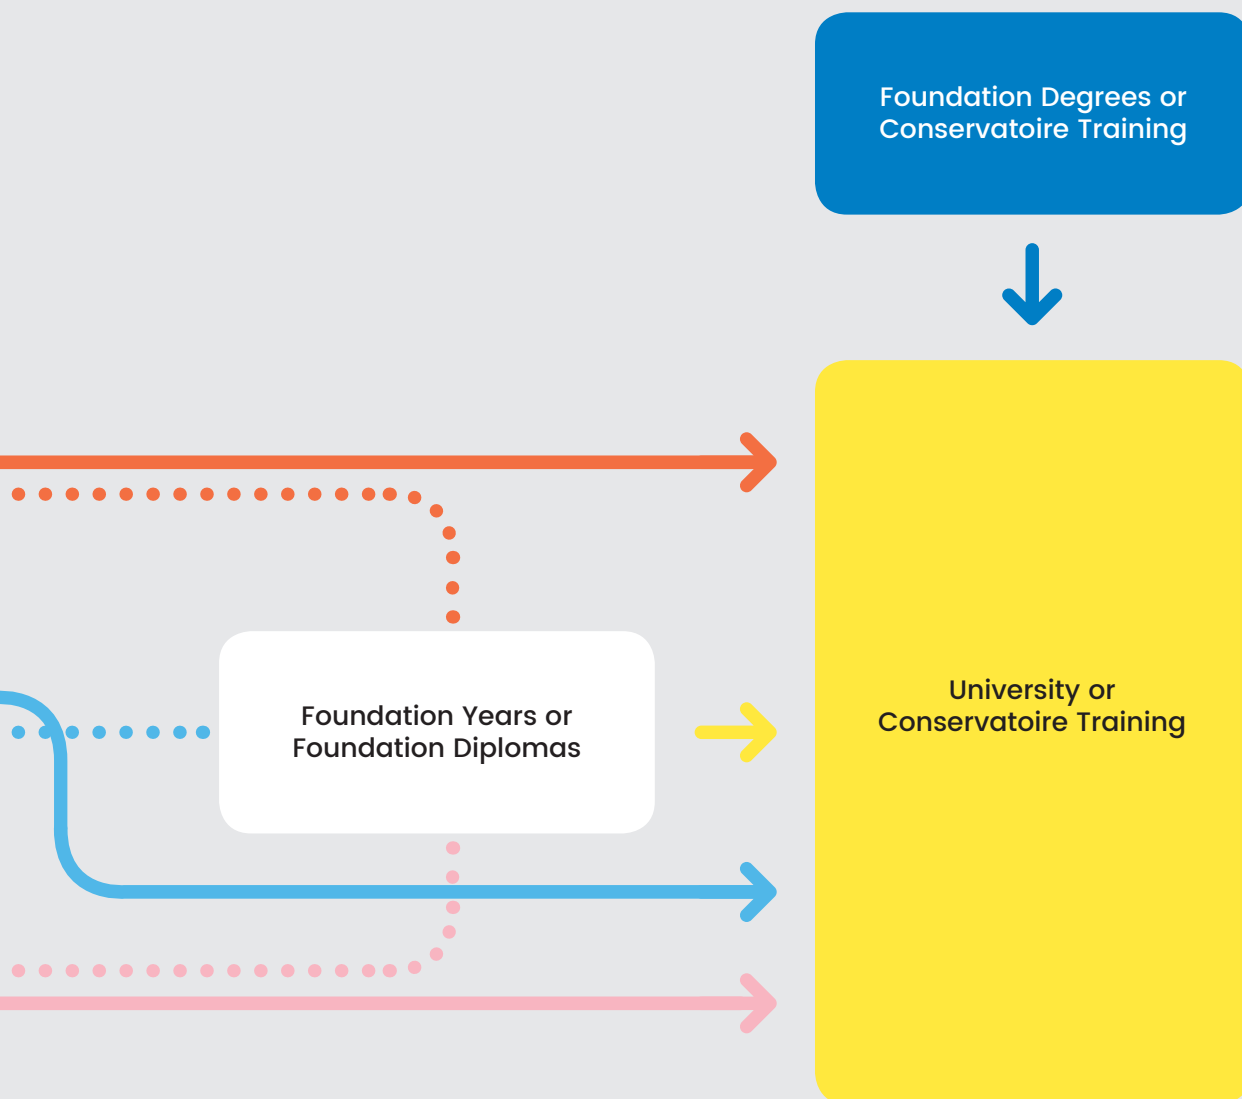 Foundation Degrees or
Conservatoire Training
Foundation Years or
Foundation Diplomas
University or
Conservatoire Training